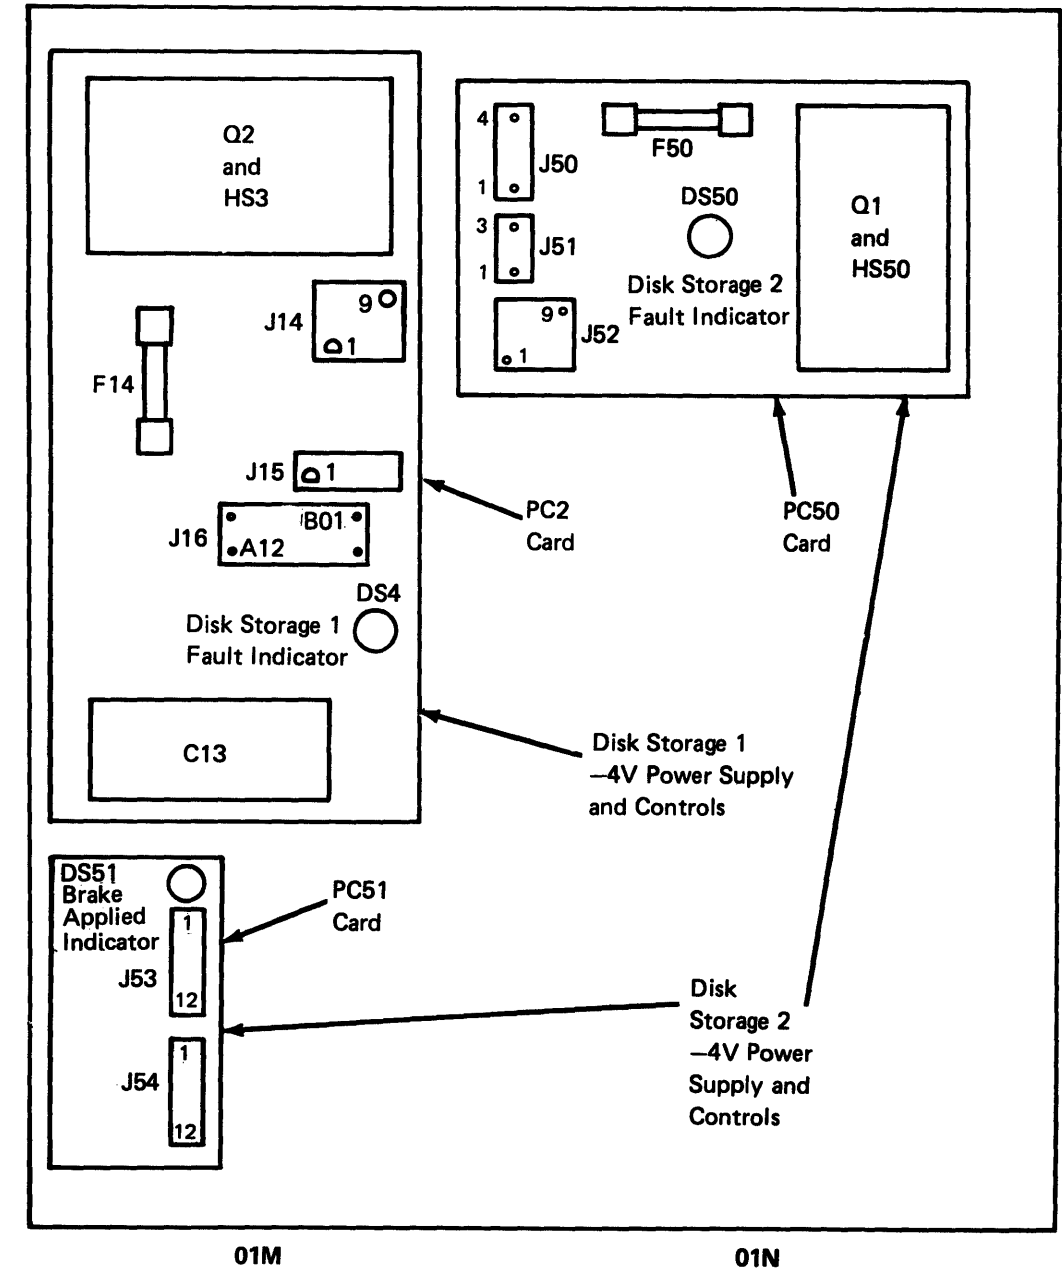 Q2
and
HS3
J14
9
1
F14
J15
1
J16
B01
A12
DS4
Disk Storage 1
Fault Indicator
C13
4
1
J50
3
1
J51
9
1
J52
F50
DS50
Disk Storage 2
Fault Indicator
Q1
and
HS50
PC2
Card
PC50
Card
Disk Storage 1
–4V Power Supply
and Controls
DS51
Brake
Applied
Indicator
1
J53
12
1
J54
12
PC51
Card
Disk
Storage 2
–4V Power
Supply and
Controls
01M
01N